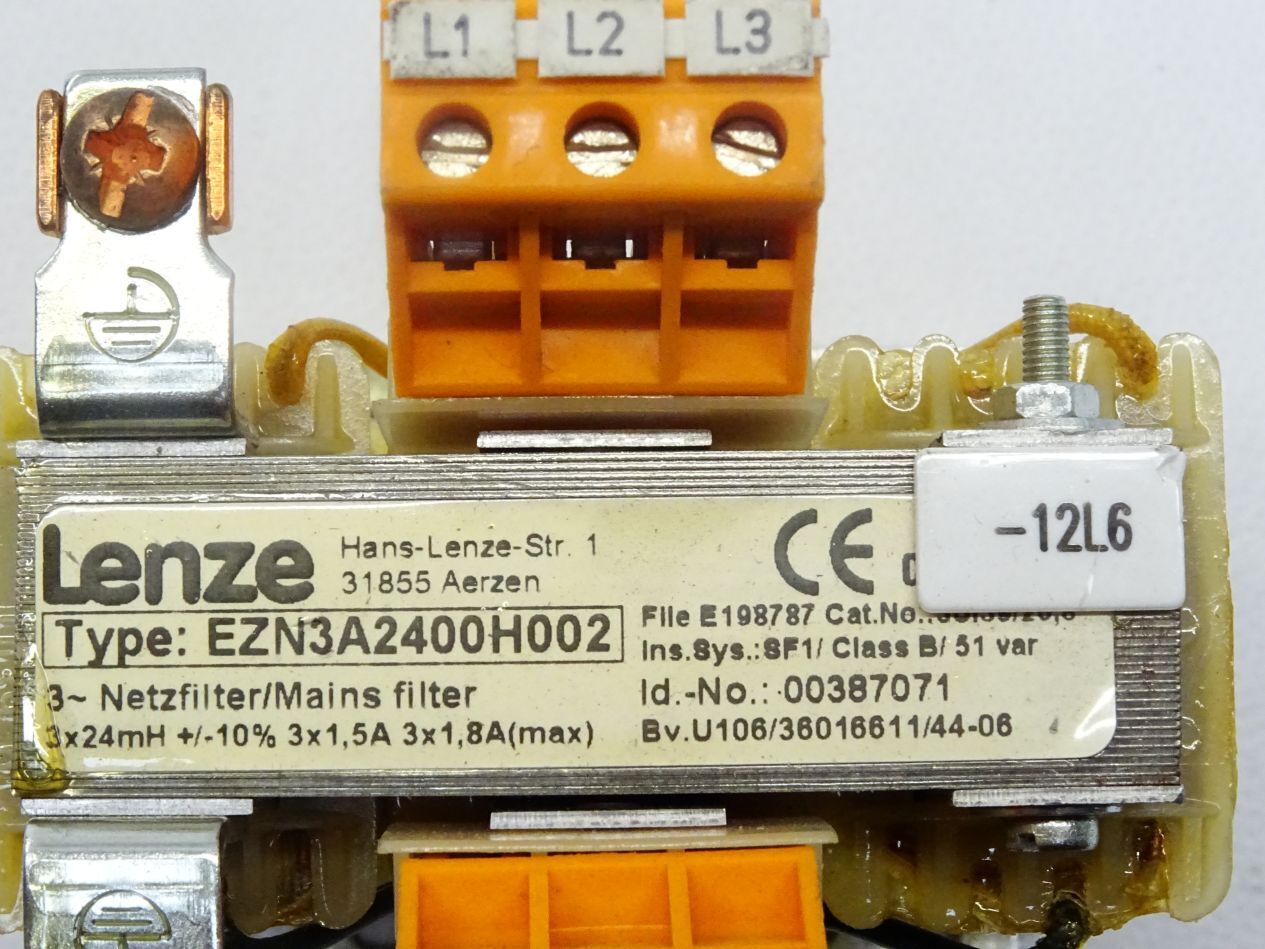 L1 L2 L3
-12L6
Lenze
Hans-Lenze-Str. 1
31855 Aerzen
CE
Type: EZN3A2400H002
3~ Netzfilter/Mains filter
3x24mH +/-10% 3x1,5A 3x1,8A(max)
File E198787 Cat.No.:
Ins.Sys.:SF1/ Class B/ 51 var
Id.-No.: 00387071
Bv.U106/36016611/44-06